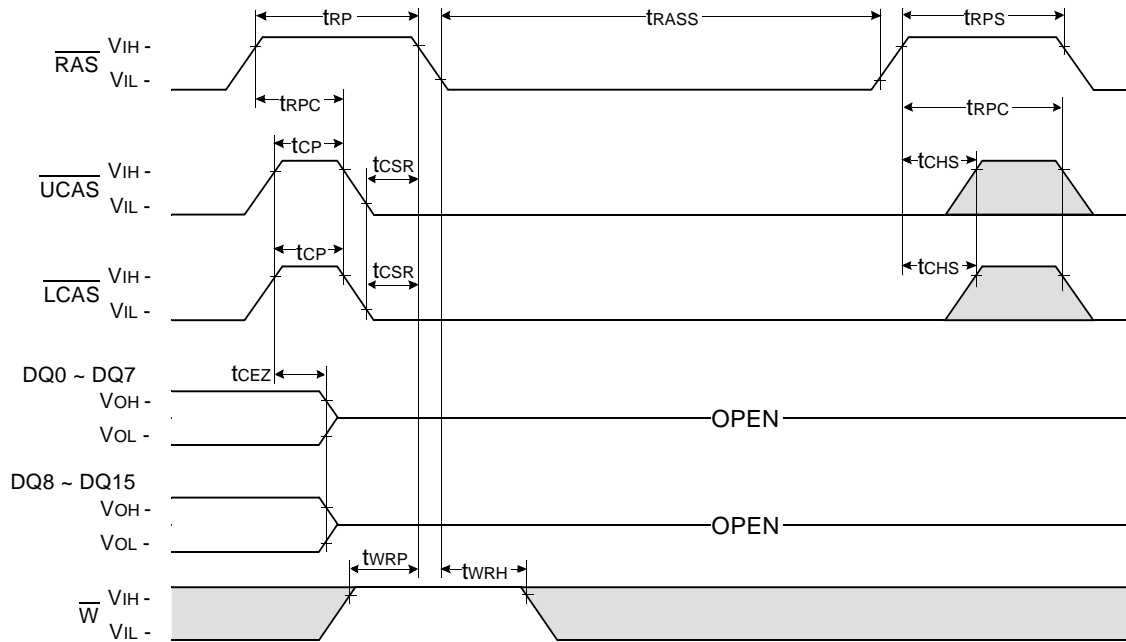 tRP tRASS tRPS
RAS VIH -
VIL -
tRPC tRPC
tCP tCSR tCHS
UCAS VIH -
VIL -
tCP tCSR tCHS
LCAS VIH -
VIL -
DQ0 ~ DQ7 tCEZ
VOH -
OPEN
VOL -
DQ8 ~ DQ15
VOH -
OPEN
VOL -
tWRP tWRH
W VIH -
VIL -